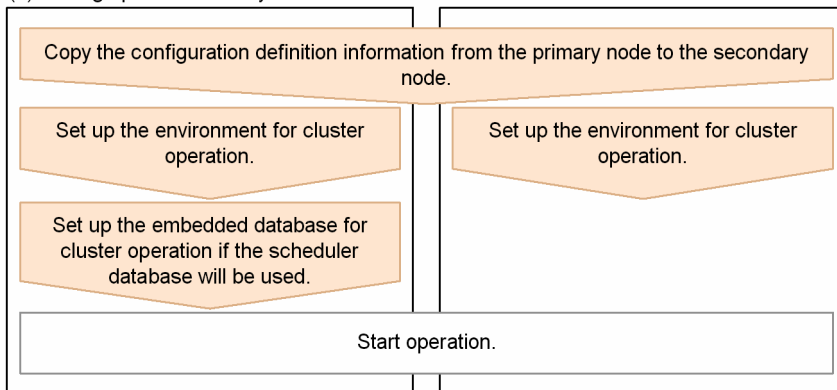 Copy the configuration definition information from the primary node to the secondary
node.
Set up the environment for cluster
operation.
Set up the environment for cluster
operation.
Set up the embedded database for
cluster operation if the scheduler
database will be used.
Start operation.